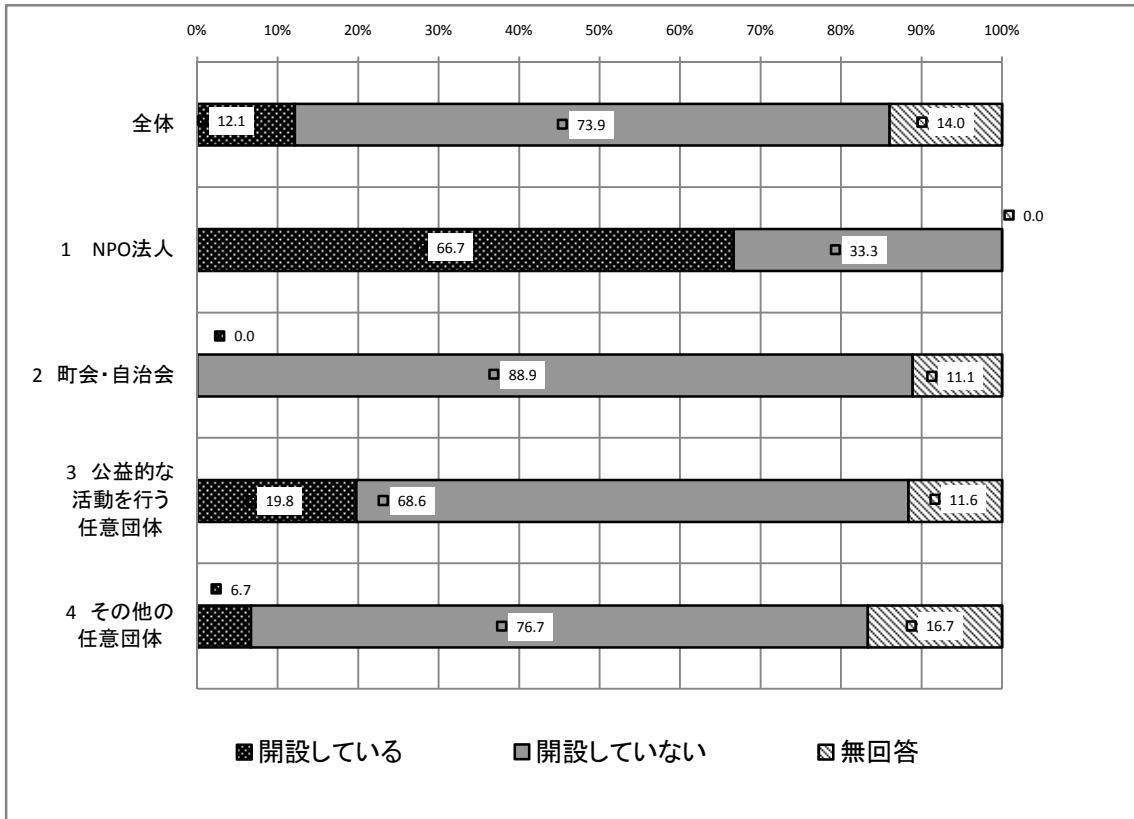 0% 10% 20% 30% 40% 50% 60% 70% 80% 90% 100%
全体 12.1 73.9 14.0
0.0
1 NPO法人 66.7 33.3
0.0
2 町会・自治会 88.9 11.1
3 公益的な
活動を行う 19.8 68.6 11.6
任意団体
6.7
4 その他の
任意団体 76.7 16.7
開設している 開設していない 無回答